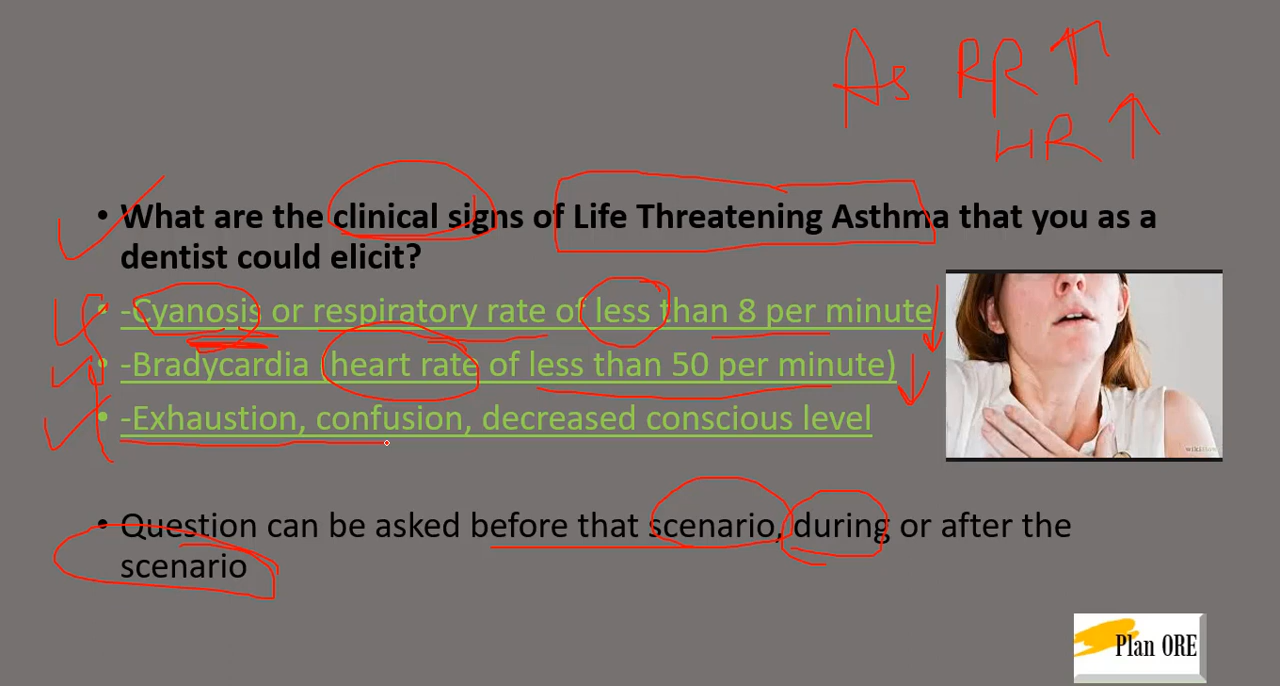 As RR ↑
HR ↑
• What are the clinical signs of Life Threatening Asthma that you as a
dentist could elicit?
• -Cyanosis or respiratory rate of less than 8 per minute
• -Bradycardia (heart rate of less than 50 per minute)
• -Exhaustion, confusion, decreased conscious level
• Question can be asked before that scenario, during or after the
scenario
Plan ORE